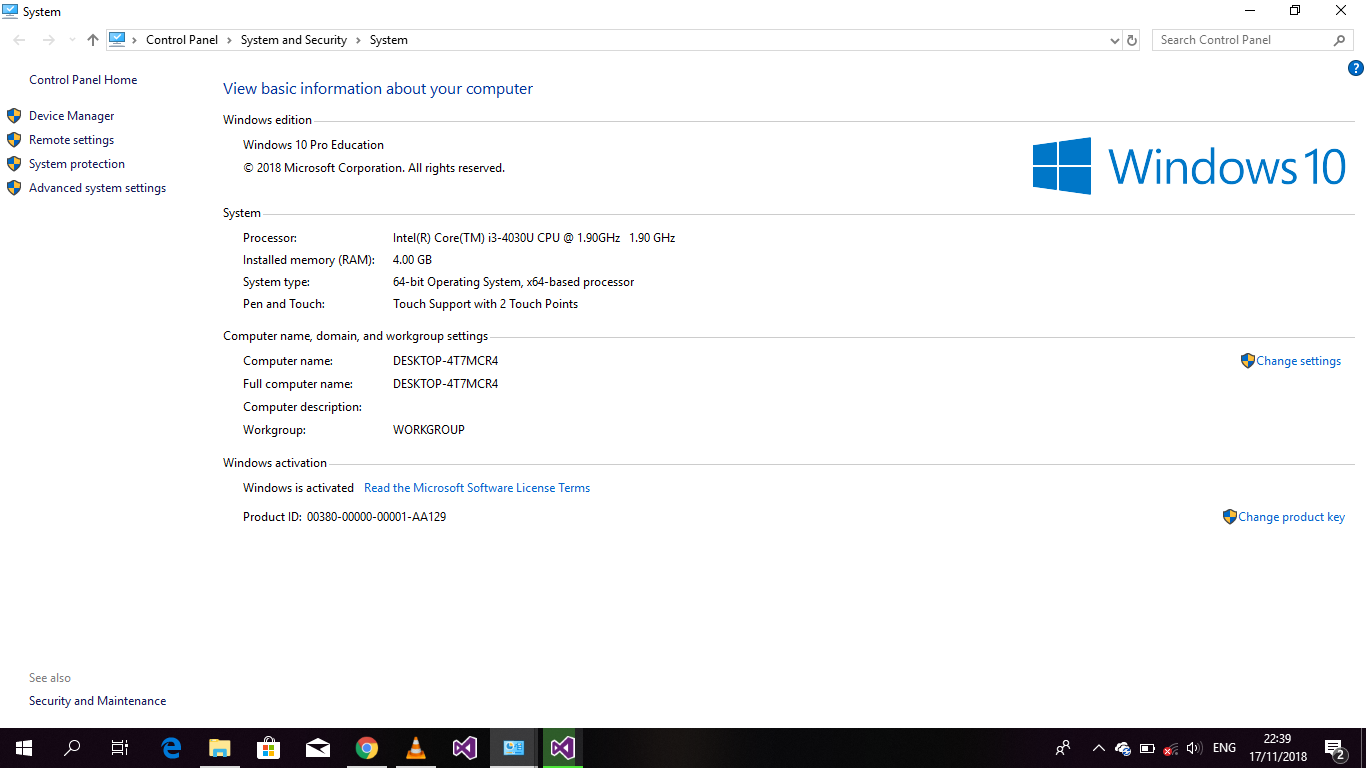 System
Control Panel > System and Security > System
Search Control Panel
Control Panel Home
Device Manager
Remote settings
System protection
Advanced system settings
View basic information about your computer
Windows edition
Windows 10 Pro Education
© 2018 Microsoft Corporation. All rights reserved.
Windows 10
System
Processor: Intel(R) Core(TM) i3-4030U CPU @ 1.90GHz 1.90 GHz
Installed memory (RAM): 4.00 GB
System type: 64-bit Operating System, x64-based processor
Pen and Touch: Touch Support with 2 Touch Points
Computer name, domain, and workgroup settings
Computer name: DESKTOP-4T7MCR4
Change settings
Full computer name: DESKTOP-4T7MCR4
Computer description:
Workgroup: WORKGROUP
Windows activation
Windows is activated Read the Microsoft Software License Terms
Product ID: 00380-00000-00001-AA129
Change product key
See also
Security and Maintenance
ENG
22:39
17/11/2018
2